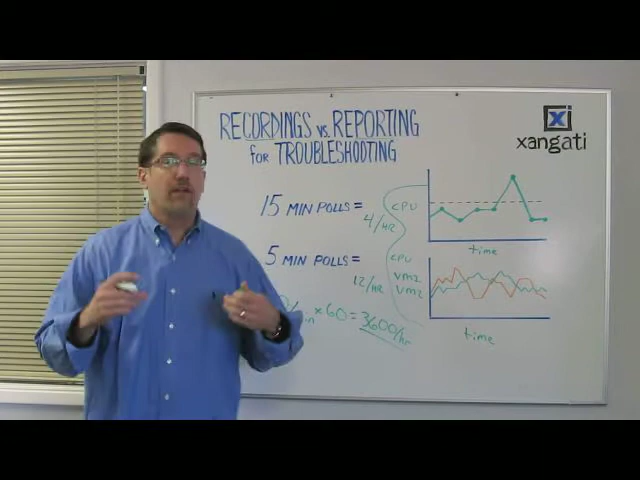 RECORDINGS vs. REPORTING
for TROUBLESHOOTING
xi
xangati
15 MIN POLLS =
4/HR
5 MIN POLLS =
12/HR
× 60 = 3600/hr
CPU
time
CPU
VM2
VM2
time